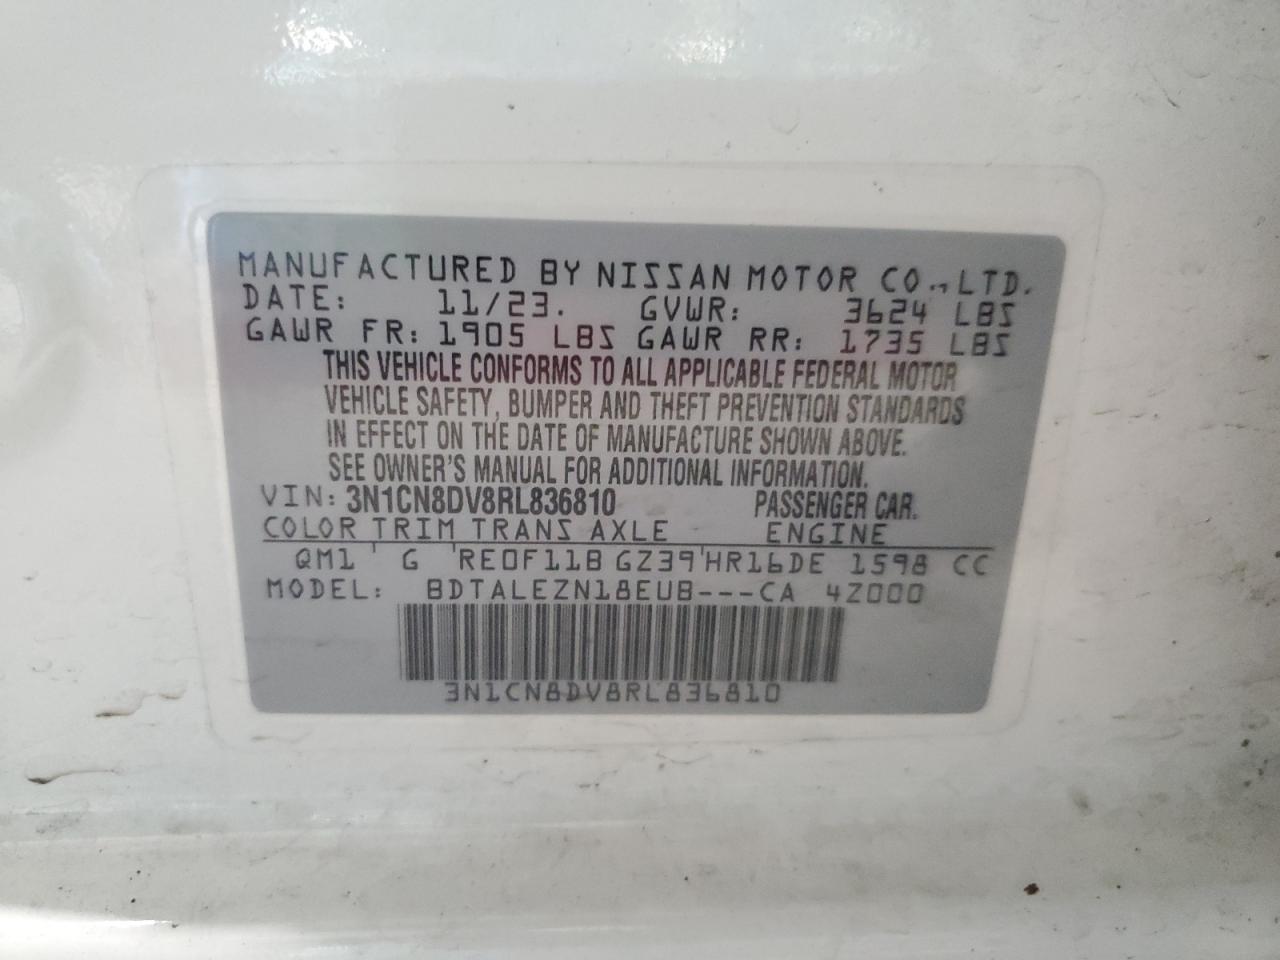 MANUFACTURED BY NISSAN MOTOR CO., LTD.
DATE: 11/23. GVWR: 3624 LBS
GAWR FR: 1905 LBS GAWR RR: 1735 LBS
THIS VEHICLE CONFORMS TO ALL APPLICABLE FEDERAL MOTOR
VEHICLE SAFETY, BUMPER AND THEFT PREVENTION STANDARDS
IN EFFECT ON THE DATE OF MANUFACTURE SHOWN ABOVE.
SEE OWNER'S MANUAL FOR ADDITIONAL INFORMATION.
VIN: 3N1CN8DV8RL836810 PASSENGER CAR.
COLOR TRIM TRANS AXLE ENGINE
QM1 ' G 'RE0F11B GZ39'HR16DE 1598 CC
MODEL: BDTALEZN18EUB---CA 4Z000
3N1CN8DV8RL836810